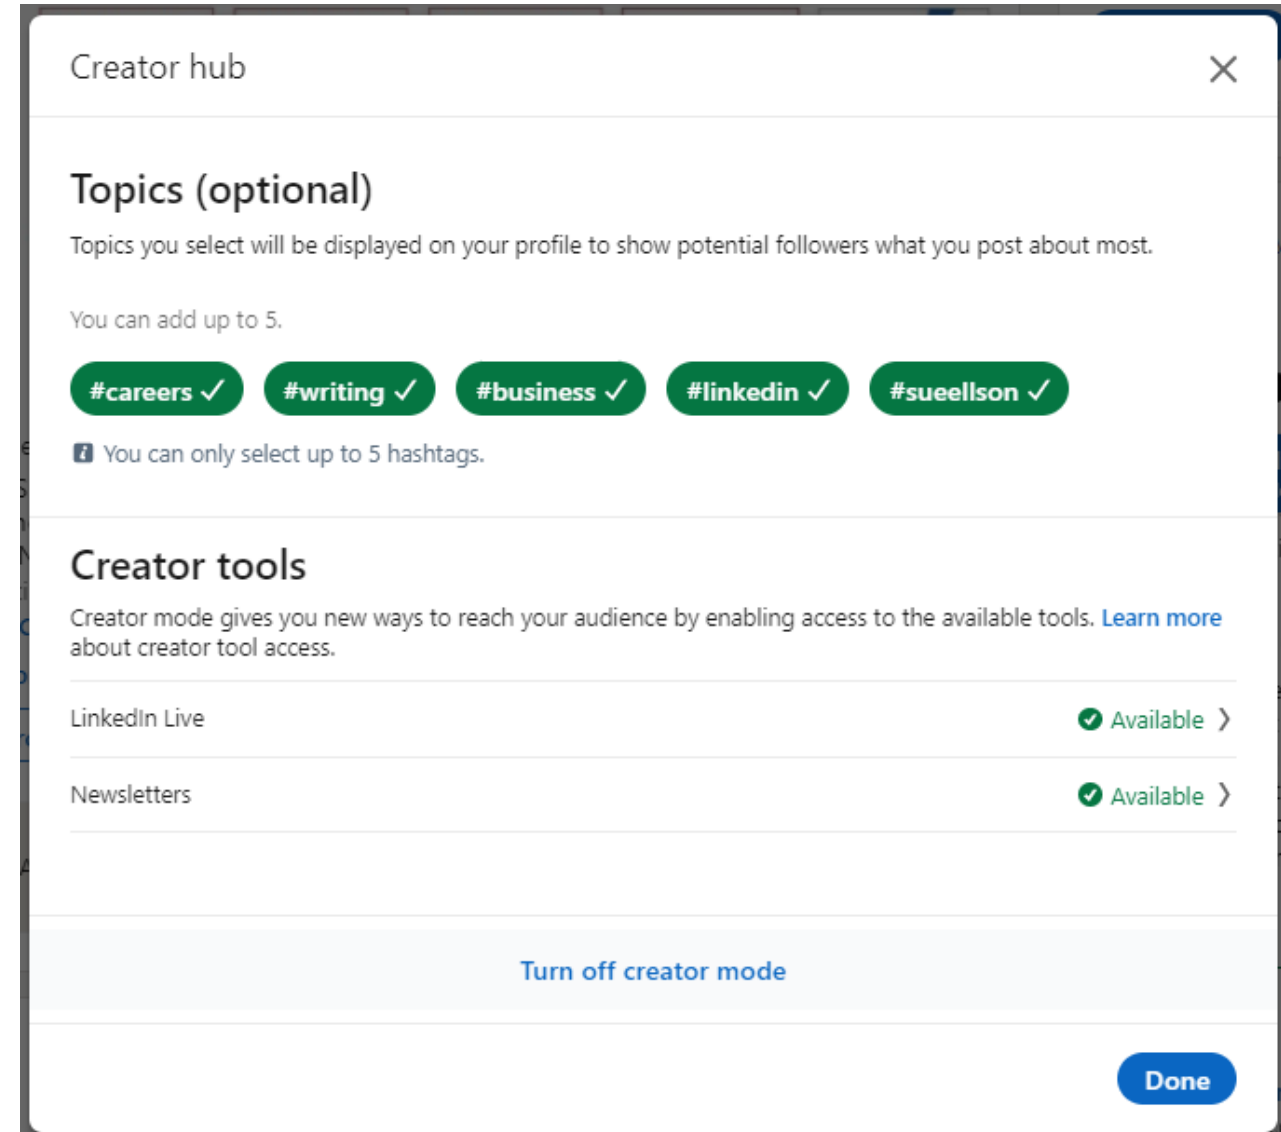 Creator hub
Topics (optional)
Topics you select will be displayed on your profile to show potential followers what you post about most.
You can add up to 5.
#careers #writing #business #linkedin #sueellson
You can only select up to 5 hashtags.
Creator tools
Creator mode gives you new ways to reach your audience by enabling access to the available tools. Learn more
about creator tool access.
LinkedIn Live Available
Newsletters Available
Turn off creator mode
Done